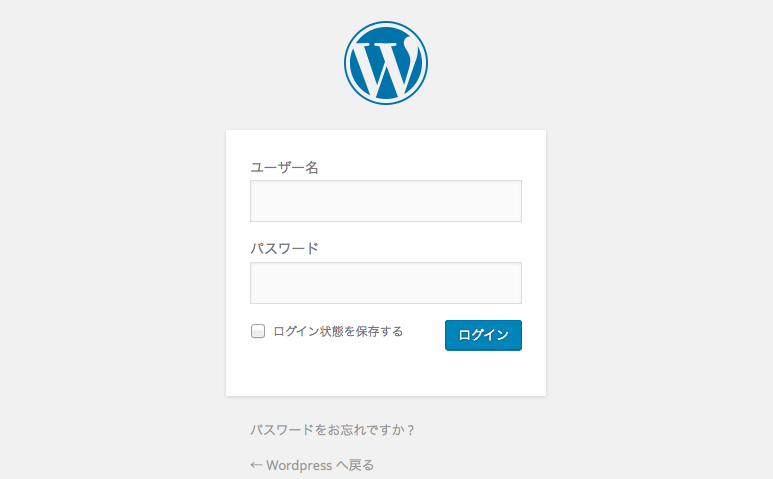 ユーザー名
パスワード
ログイン状態を保存する
ログイン
パスワードをお忘れですか ?
← Wordpress へ戻る